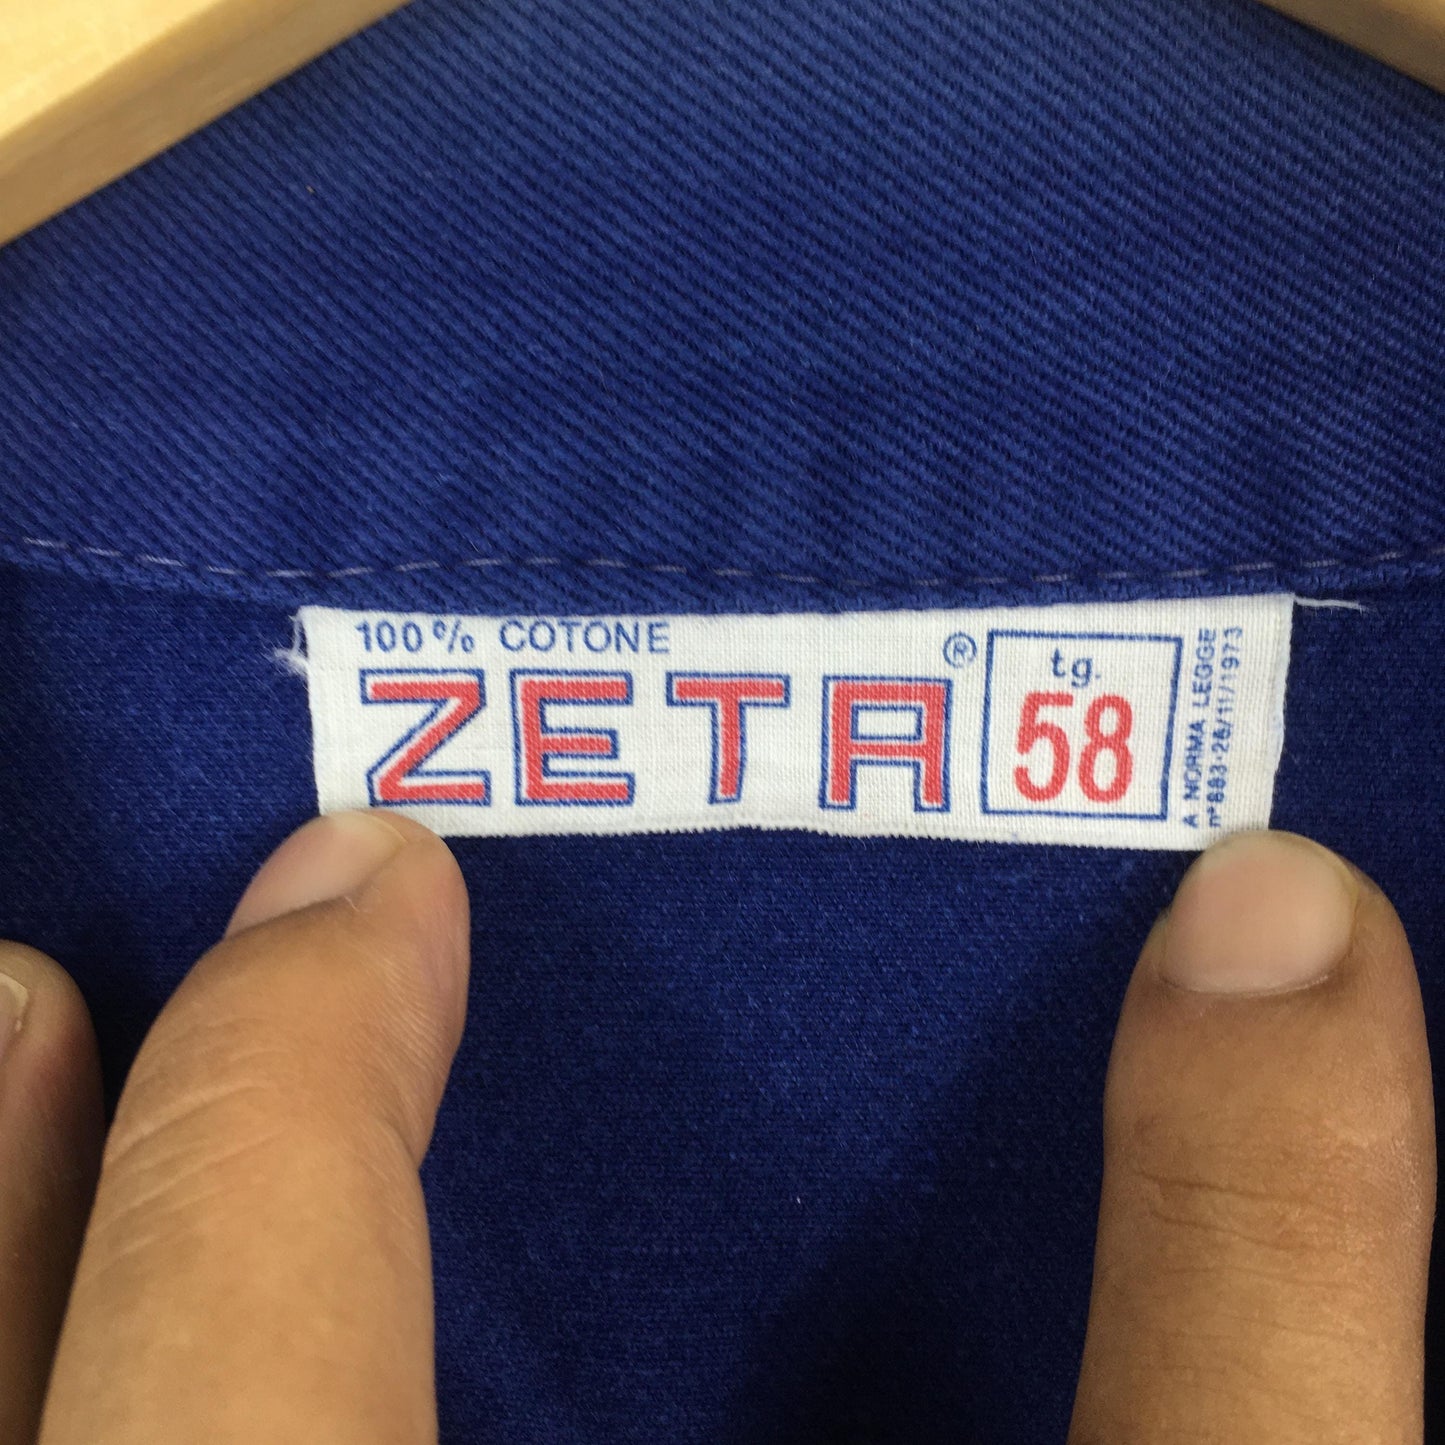 100% COTONE
ZETA ®
tg.
58
A NORMA LEGGE
n° 883·26/11/1973